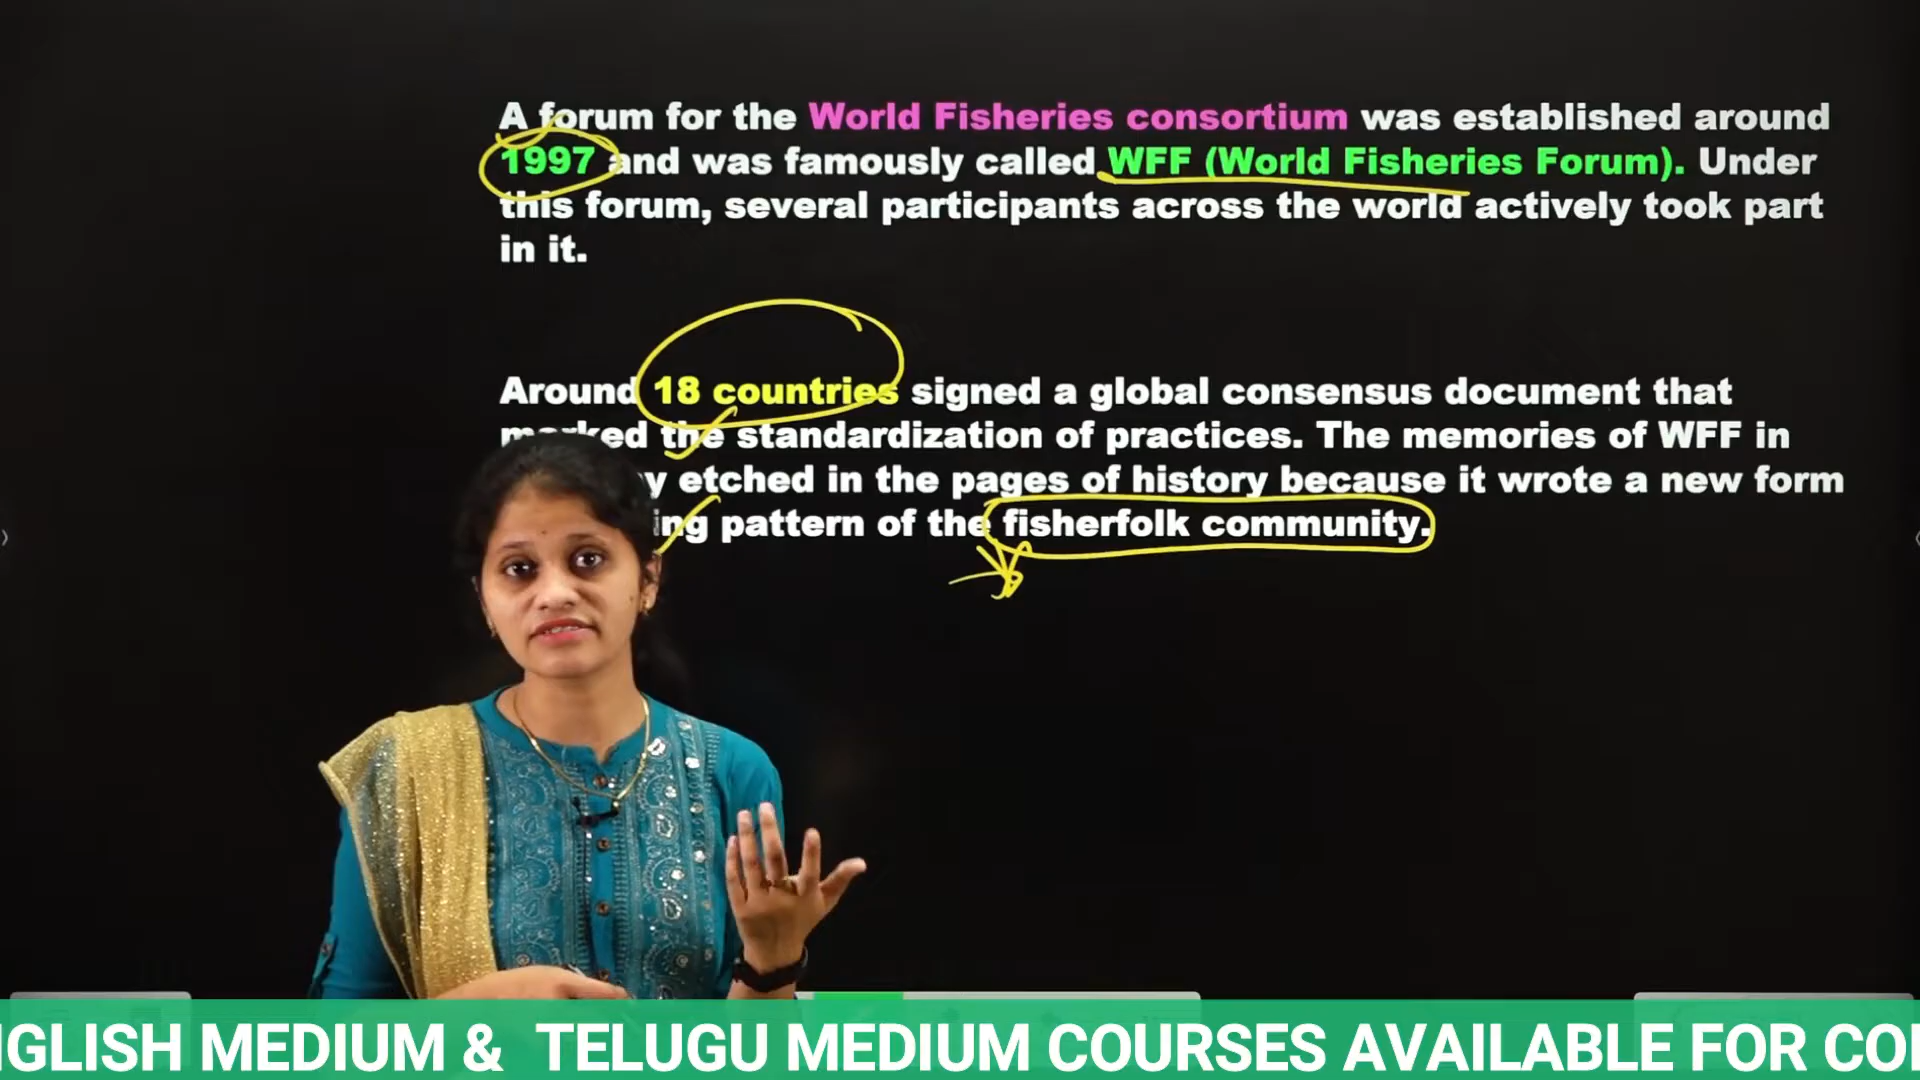 A forum for the World Fisheries consortium was established around
1997 and was famously called WFF (World Fisheries Forum). Under
this forum, several participants across the world actively took part
in it.
Around 18 countries signed a global consensus document that
marked the standardization of practices. The memories of WFF in
etched in the pages of history because it wrote a new form
pattern of the fisherfolk community.
NGLISH MEDIUM & TELUGU MEDIUM COURSES AVAILABLE FOR CO